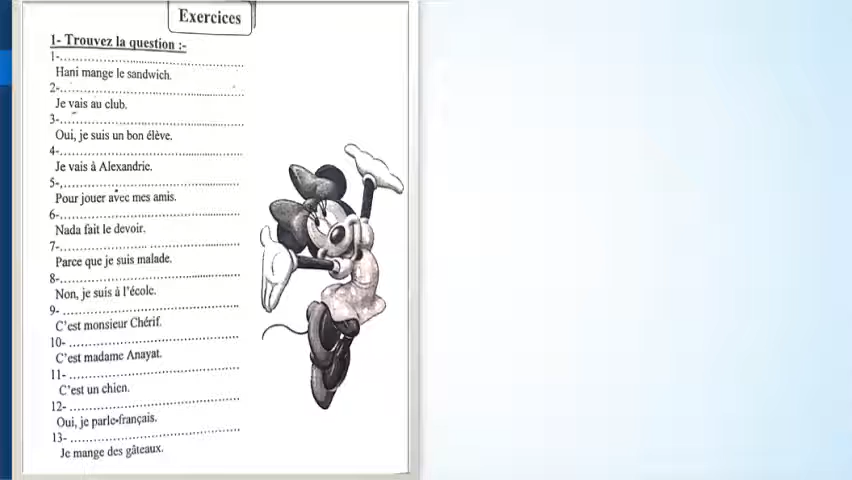 Exercices
1- Trouvez la question :-
1-................................................
Hani mange le sandwich.
2-................................................
Je vais au club.
3-................................................
Oui, je suis un bon élève.
4-................................................
Je vais à Alexandrie.
5-................................................
Pour jouer avec mes amis.
6-................................................
Nada fait le devoir.
7-................................................
Parce que je suis malade.
8-................................................
Non, je suis à l'école.
9- ................................................
C'est monsieur Chérif.
10- ................................................
C'est madame Anayat.
11- ................................................
C'est un chien.
12- ................................................
Oui, je parle français.
13- ................................................
Je mange des gâteaux.